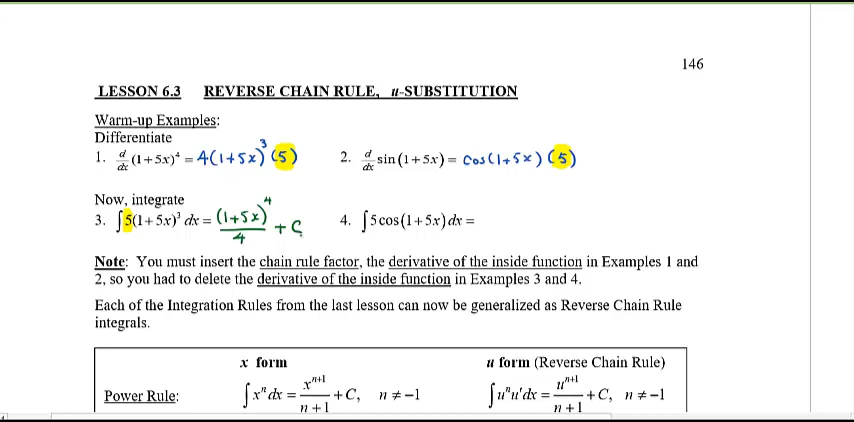 146
LESSON 6.3 REVERSE CHAIN RULE, u-SUBSTITUTION
Warm-up Examples:
Differentiate
1. d/dx (1+5x)⁴ = 4(1+5x)³(5) 2. d/dx sin(1+5x) = cos(1+5x)(5)
Now, integrate
3. ∫5(1+5x)³ dx = (1+5x)⁴/4 + C 4. ∫5cos(1+5x)dx =
Note: You must insert the chain rule factor, the derivative of the inside function in Examples 1 and
2, so you had to delete the derivative of the inside function in Examples 3 and 4.
Each of the Integration Rules from the last lesson can now be generalized as Reverse Chain Rule
integrals.
x form u form (Reverse Chain Rule)
Power Rule: ∫xⁿdx = xⁿ⁺¹/n+1 + C, n ≠ −1 ∫uⁿu'dx = uⁿ⁺¹/n+1 + C, n ≠ −1